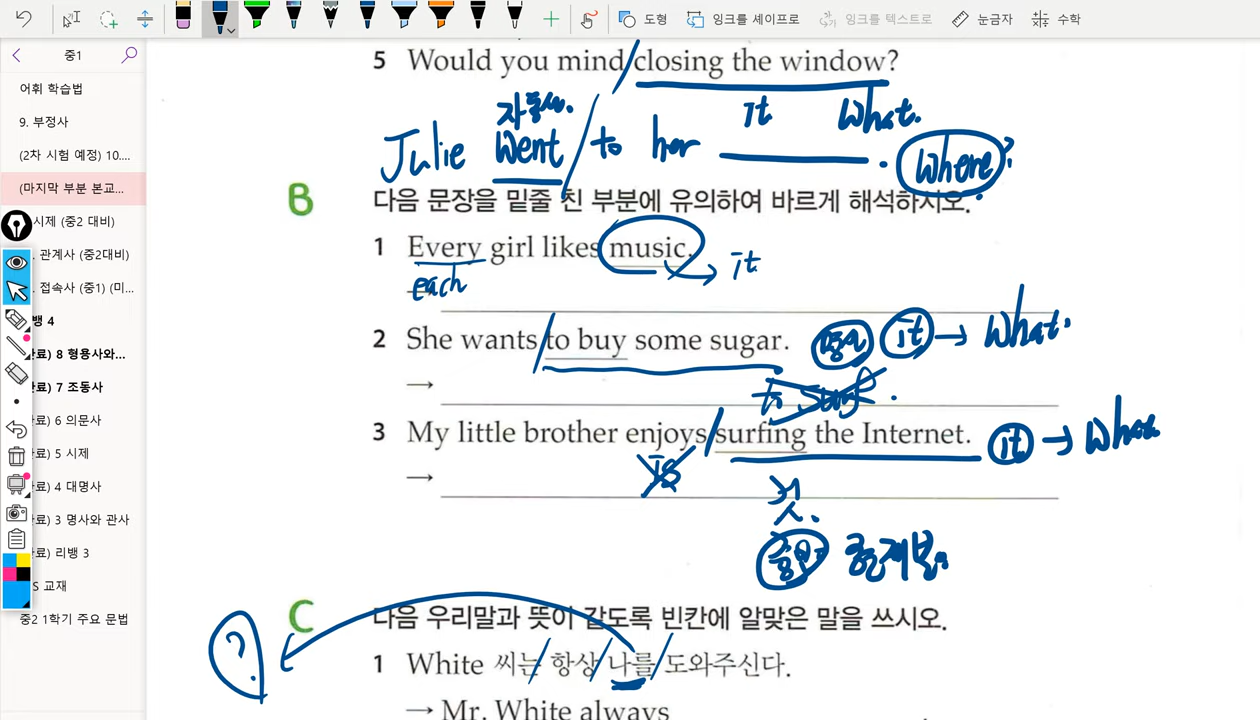 도형
잉크를 셰이프로
잉크를 텍스트로
눈금자
수학
중1
어휘 학습법
9. 부정사
(2차 시험 예정) 10....
(마지막 부분 본교...
시제 (중2 대비)
. 관계사 (중2대비)
. 접속사 (중1) (미...
뱅 4
료) 8 형용사와...
료) 7 조동사
료) 6 의문사
료) 5 시제
료) 4 대명사
료) 3 명사와 관사
료) 리뱅 3
S 교재
중2 1학기 주요 문법
5 Would you mind/closing the window?
자동사. it What.
Julie went / to her . Where?
B 다음 문장을 밑줄 친 부분에 유의하여 바르게 해석하시오.
1 Every girl likes music. it
each
→
2 She wants/to buy some sugar. it → What.
→ to
3 My little brother enjoys/surfing the Internet. it → What
is
→
C 다음 우리말과 뜻이 같도록 빈칸에 알맞은 말을 쓰시오.
? 1 White 씨는/항상/나를/도와주신다.
→ Mr. White always